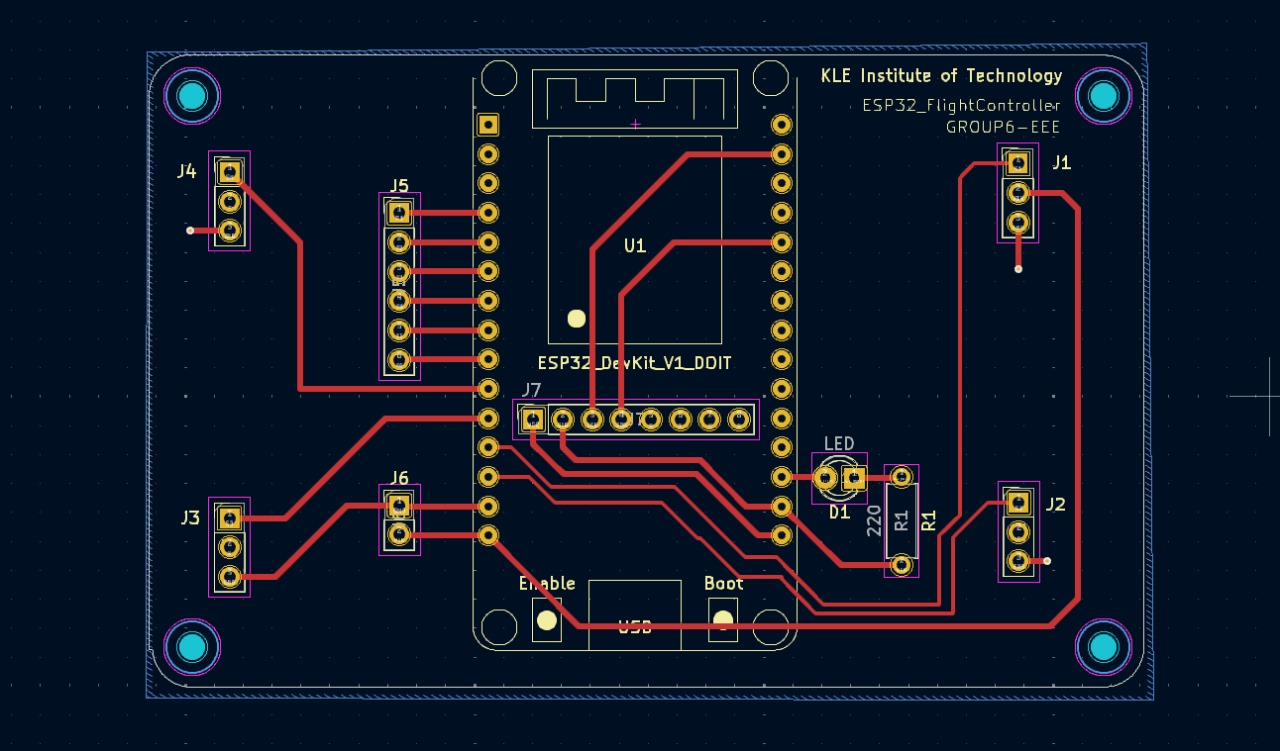 KLE Institute of Technology
ESP32_FlightController
GROUP6-EEE
J4
J1
J5
U1
ESP32_DevKit_V1_DOIT
J7
LED
J6
J3
J2
D1
220
R1
R1
Enable
Boot
USB